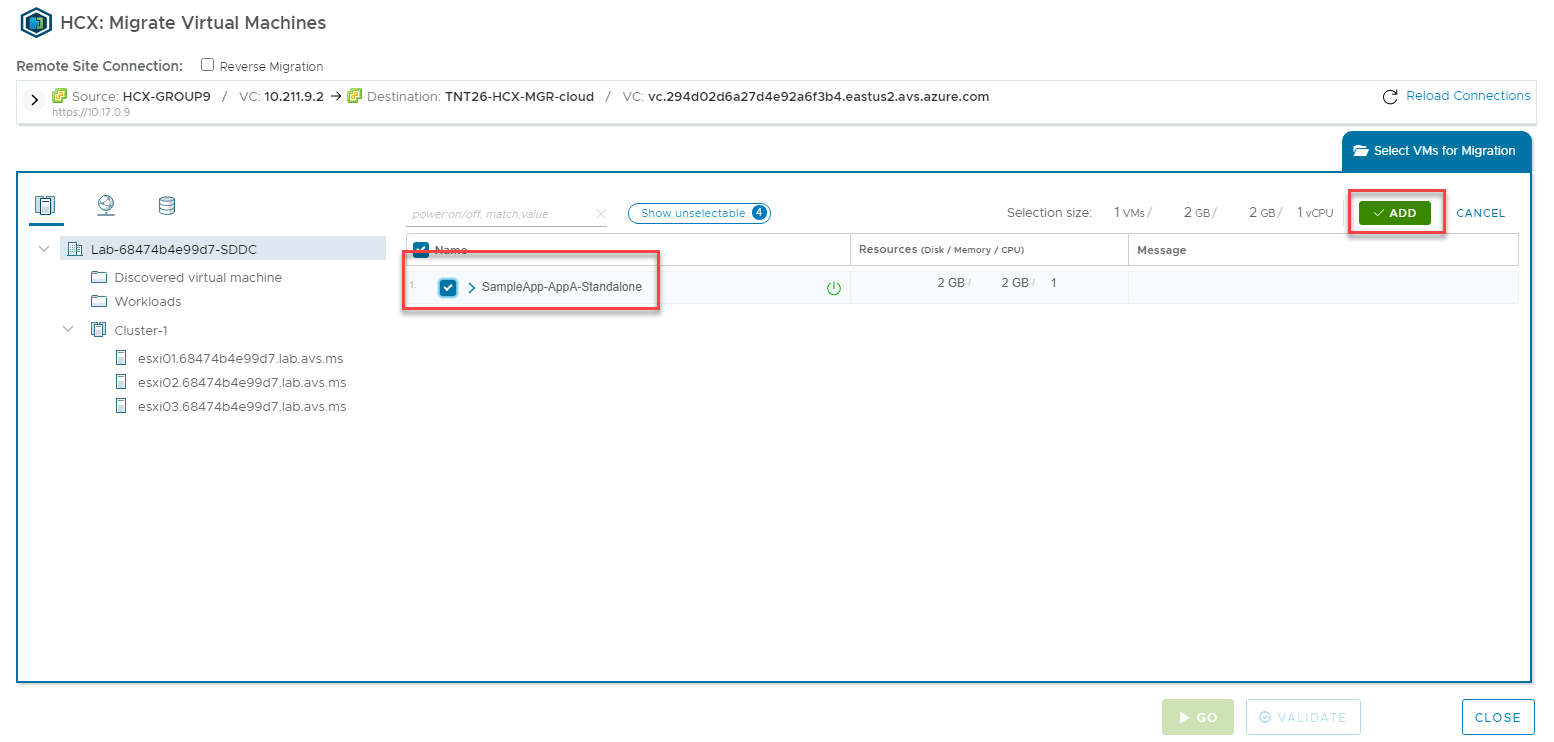 HCX: Migrate Virtual Machines
Remote Site Connection: Reverse Migration
Source: HCX-GROUP9 / VC: 10.211.9.2 → Destination: TNT26-HCX-MGR-cloud / VC: vc.294d02d6a27d4e92a6f3b4.eastus2.avs.azure.com Reload Connections
https://10.17.0.9
Select VMs for Migration
power:on/off, match:value Show unselectable 4 Selection size: 1 VMs / 2 GB / 2 GB / 1 vCPU ADD CANCEL
Name Resources (Disk / Memory / CPU) Message
1. SampleApp-AppA-Standalone 2 GB / 2 GB / 1
Lab-68474b4e99d7-SDDC
Discovered virtual machine
Workloads
Cluster-1
esxi01.68474b4e99d7.lab.avs.ms
esxi02.68474b4e99d7.lab.avs.ms
esxi03.68474b4e99d7.lab.avs.ms
GO VALIDATE CLOSE